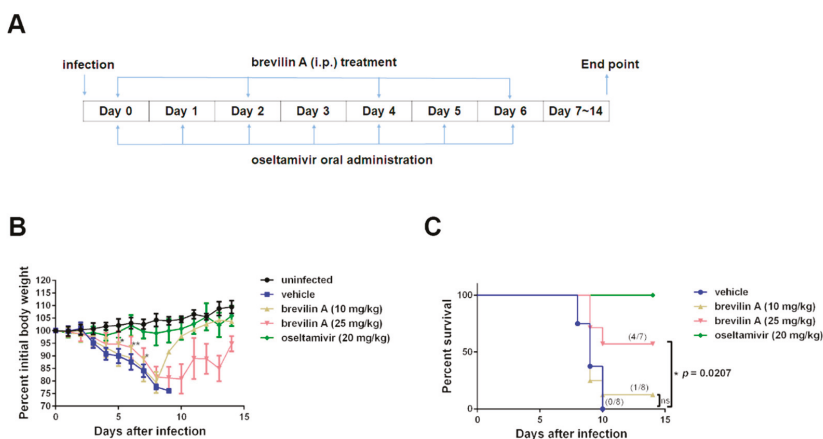 A
infection
brevilin A (i.p.) treatment
End point
Day 0 Day 1 Day 2 Day 3 Day 4 Day 5 Day 6 Day 7~14
oseltamivir oral administration
B
Percent initial body weight
120
115
110
105
100
95
90
85
80
75
70
0 5 10 15
Days after infection
uninfected
vehicle
brevilin A (10 mg/kg)
brevilin A (25 mg/kg)
oseltamivir (20 mg/kg)
* ** *
C
Percent survival
100
50
0
0 5 10 15
Days after infection
(4/7)
(1/8)
(0/8)
ns
* p = 0.0207
vehicle
brevilin A (10 mg/kg)
brevilin A (25 mg/kg)
oseltamivir (20 mg/kg)